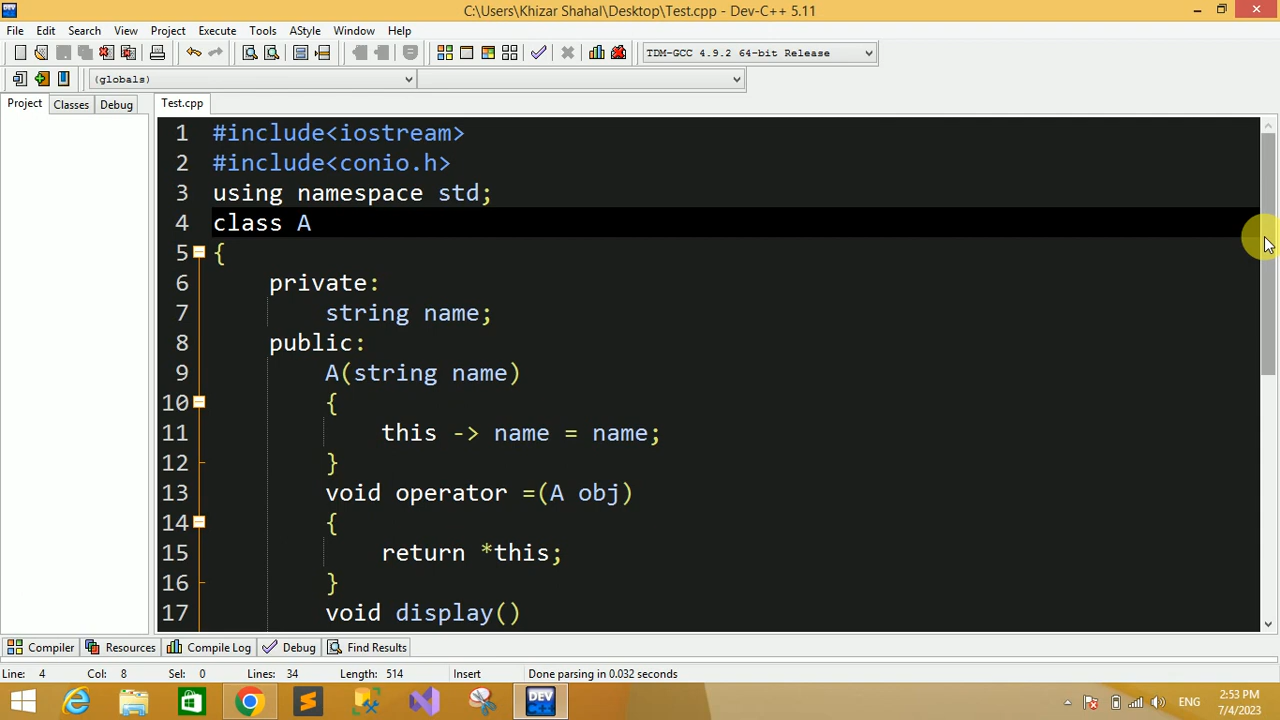 C:\Users\Khizar Shahal\Desktop\Test.cpp - Dev-C++ 5.11
File Edit Search View Project Execute Tools AStyle Window Help
TDM-GCC 4.9.2 64-bit Release
(globals)
Project Classes Debug Test.cpp
1 #include<iostream>
2 #include<conio.h>
3 using namespace std;
4 class A
5 {
6 private:
7 string name;
8 public:
9 A(string name)
10 {
11 this -> name = name;
12 }
13 void operator =(A obj)
14 {
15 return *this;
16 }
17 void display()
Compiler Resources Compile Log Debug Find Results
Line: 4 Col: 8 Sel: 0 Lines: 34 Length: 514 Insert Done parsing in 0.032 seconds
DEV
ENG
2:53 PM
7/4/2023